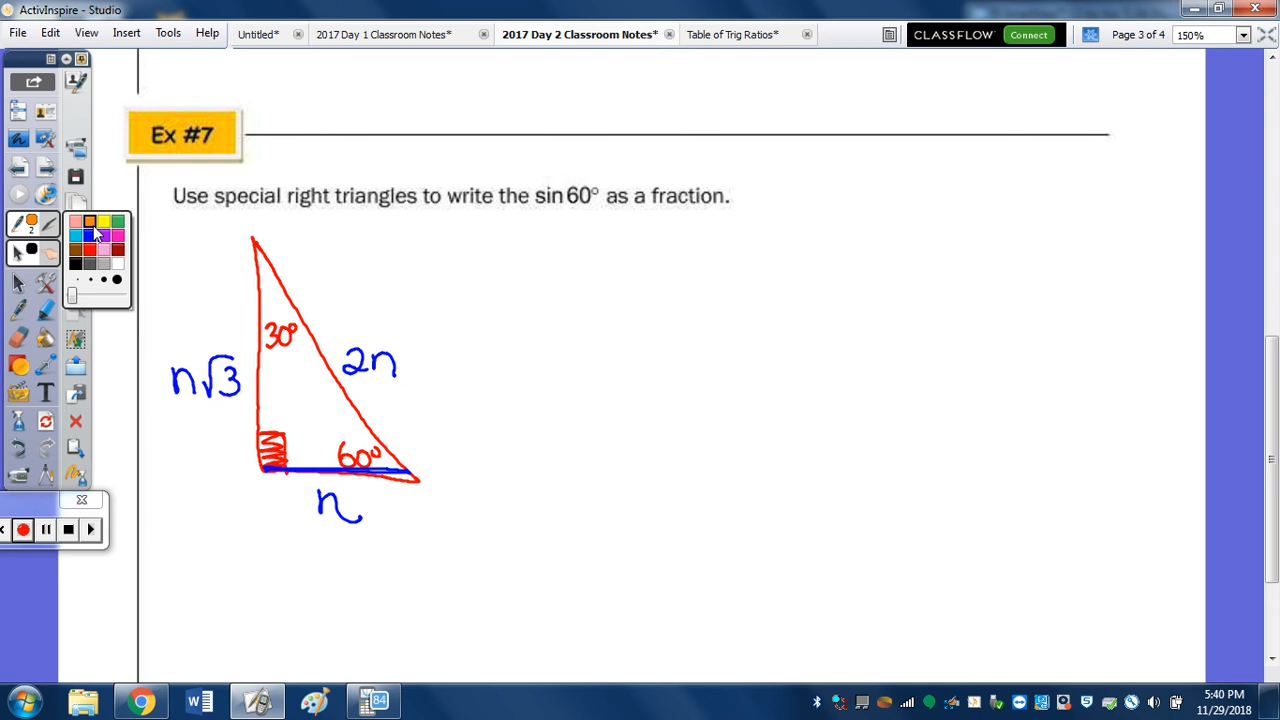 ActivInspire - Studio
File Edit View Insert Tools Help
Untitled* 2017 Day 1 Classroom Notes* 2017 Day 2 Classroom Notes* Table of Trig Ratios*
CLASSFLOW Connect
Page 3 of 4
150%
Ex #7
Use special right triangles to write the sin 60° as a fraction.
30°
n√3
2n
60°
n
2
84
5:40 PM
11/29/2018